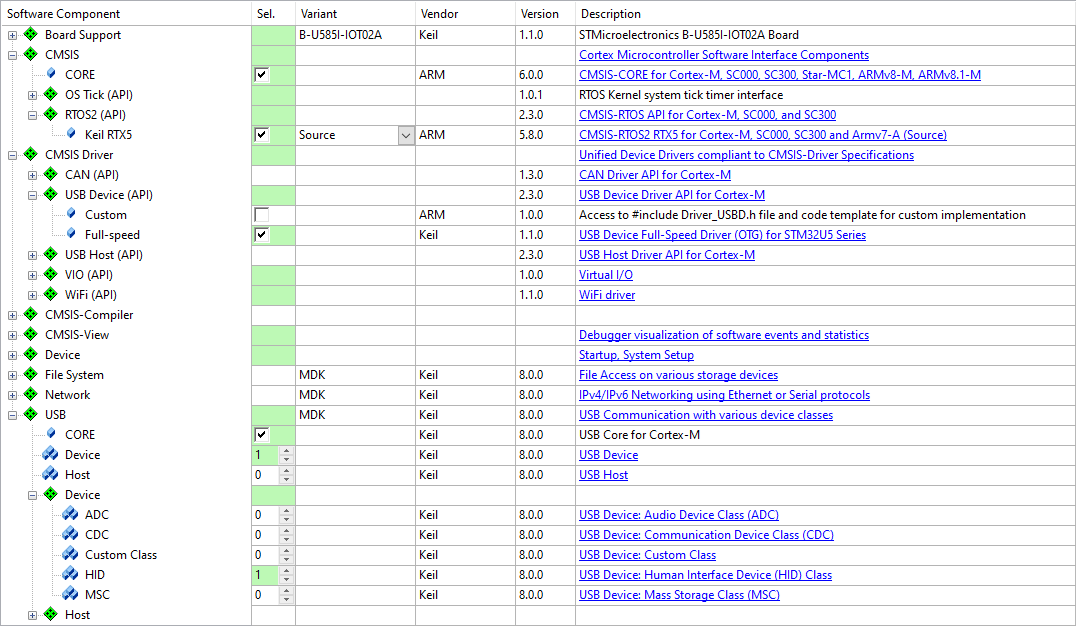 Software Component Sel. Variant Vendor Version Description
Board Support B-U585I-IOT02A Keil 1.1.0 STMicroelectronics B-U585I-IOT02A Board
CMSIS Cortex Microcontroller Software Interface Components
CORE ARM 6.0.0 CMSIS-CORE for Cortex-M, SC000, SC300, Star-MC1, ARMv8-M, ARMv8.1-M
OS Tick (API) 1.0.1 RTOS Kernel system tick timer interface
RTOS2 (API) 2.3.0 CMSIS-RTOS API for Cortex-M, SC000, and SC300
Keil RTX5 Source ARM 5.8.0 CMSIS-RTOS2 RTX5 for Cortex-M, SC000, SC300 and Armv7-A (Source)
CMSIS Driver Unified Device Drivers compliant to CMSIS-Driver Specifications
CAN (API) 1.3.0 CAN Driver API for Cortex-M
USB Device (API) 2.3.0 USB Device Driver API for Cortex-M
Custom ARM 1.0.0 Access to #include Driver_USBD.h file and code template for custom implementation
Full-speed Keil 1.1.0 USB Device Full-Speed Driver (OTG) for STM32U5 Series
USB Host (API) 2.3.0 USB Host Driver API for Cortex-M
VIO (API) 1.0.0 Virtual I/O
WiFi (API) 1.1.0 WiFi driver
CMSIS-Compiler
CMSIS-View Debugger visualization of software events and statistics
Device Startup, System Setup
File System MDK Keil 8.0.0 File Access on various storage devices
Network MDK Keil 8.0.0 IPv4/IPv6 Networking using Ethernet or Serial protocols
USB MDK Keil 8.0.0 USB Communication with various device classes
CORE Keil 8.0.0 USB Core for Cortex-M
Device 1 Keil 8.0.0 USB Device
Host 0 Keil 8.0.0 USB Host
Device
ADC 0 Keil 8.0.0 USB Device: Audio Device Class (ADC)
CDC 0 Keil 8.0.0 USB Device: Communication Device Class (CDC)
Custom Class 0 Keil 8.0.0 USB Device: Custom Class
HID 1 Keil 8.0.0 USB Device: Human Interface Device (HID) Class
MSC 0 Keil 8.0.0 USB Device: Mass Storage Class (MSC)
Host